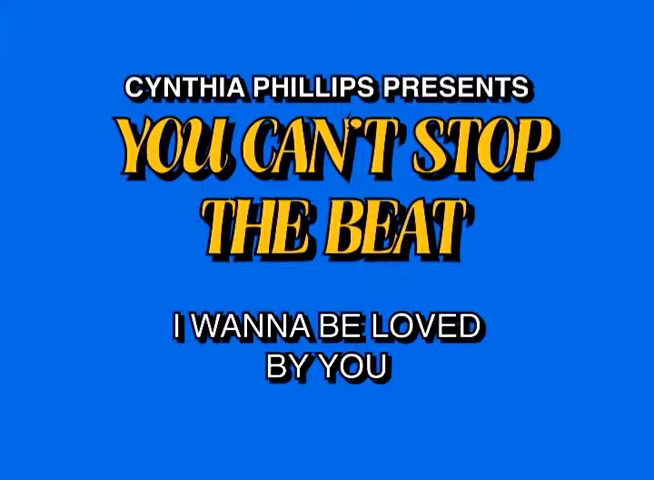 CYNTHIA PHILLIPS PRESENTS
YOU CAN'T STOP
THE BEAT
I WANNA BE LOVED
BY YOU